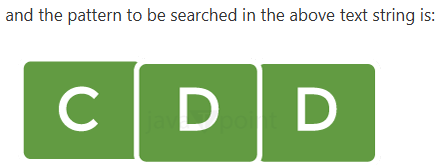 and the pattern to be searched in the above text string is:
C D D